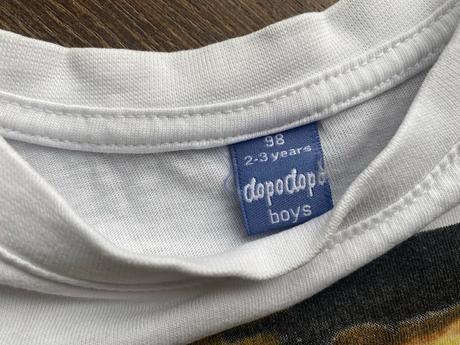 98
2-3 years
dopodopo
boys